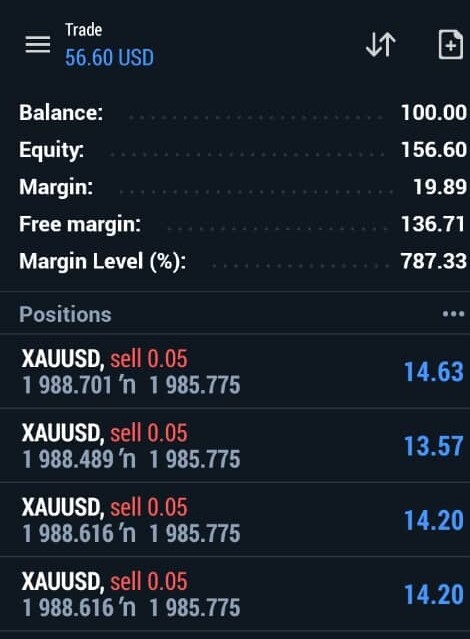 Trade
56.60 USD
Balance: 100.00
Equity: 156.60
Margin: 19.89
Free margin: 136.71
Margin Level (%): 787.33
Positions
XAUUSD, sell 0.05
14.63
1 988.701 'n 1 985.775
XAUUSD, sell 0.05
13.57
1 988.489 'n 1 985.775
XAUUSD, sell 0.05
14.20
1 988.616 'n 1 985.775
XAUUSD, sell 0.05
14.20
1 988.616 'n 1 985.775